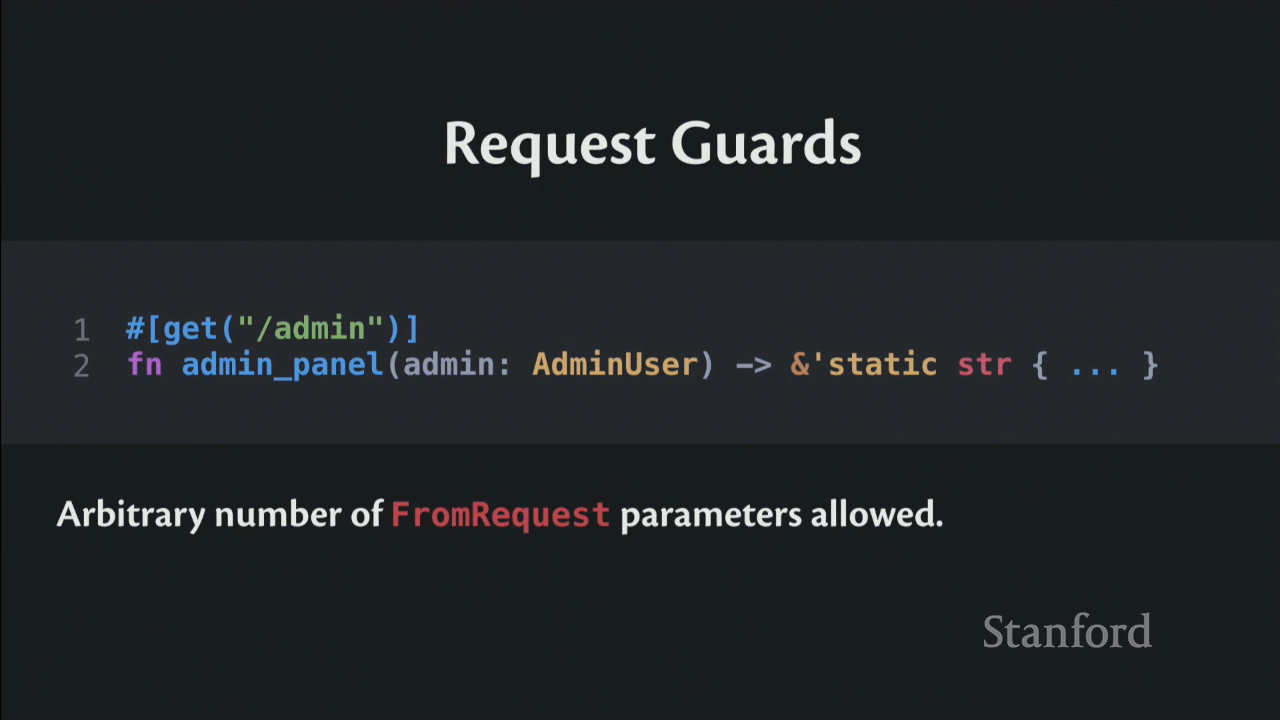 Request Guards
1 #[get("/admin")]
2 fn admin_panel(admin: AdminUser) -> &'static str { ... }
Arbitrary number of FromRequest parameters allowed.
Stanford